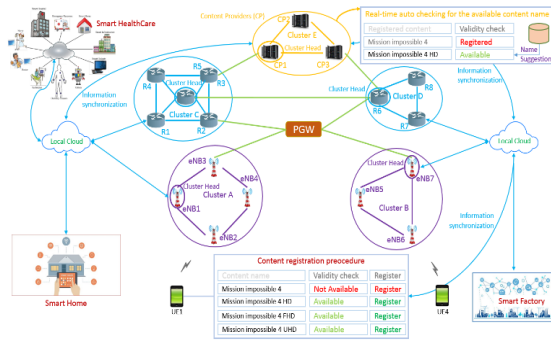 Smart HealthCare
Content Providers (CP)
CP2
Cluster E
Cluster Head
CP1
CP3
Real-time auto checking for the available content name
Registered content
Validity check
Mission impossible 4
Registered
Mission impossible 4 HD
Available
Name
Suggestion
Information
synchronization
Local Cloud
R5
Cluster Head
R4
R3
Cluster C
R1
R2
PGW
Cluster Head
R8
Cluster D
R6
R7
Information
synchronization
Local Cloud
eNB3
Cluster Head
eNB4
Cluster A
eNB1
eNB2
Cluster Head
eNB7
eNB5
Cluster B
eNB6
Information
synchronization
Smart Home
Content registration preocedure
Content name
Validity check
Register
Mission impossible 4
Not Available
Register
Mission impossible 4 HD
Available
Register
Mission impossible 4 FHD
Available
Register
Mission impossible 4 UHD
Available
Register
UE1
UE4
Smart Factory